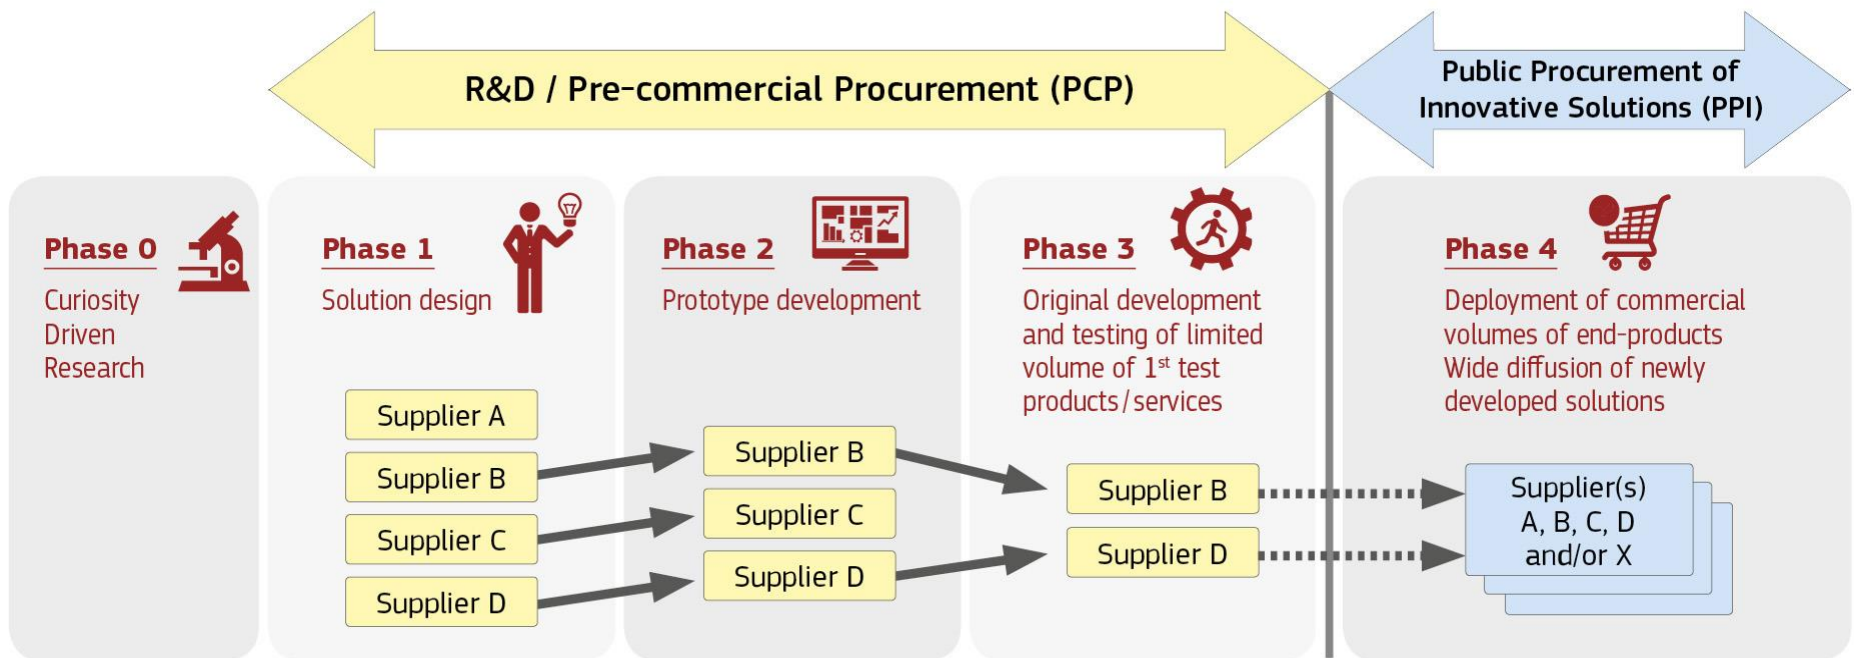 R&D / Pre-commercial Procurement (PCP)
Public Procurement of
Innovative Solutions (PPI)
Phase 0
Curiosity
Driven
Research
Phase 1
Solution design
Supplier A
Supplier B
Supplier C
Supplier D
Phase 2
Prototype development
Supplier B
Supplier C
Supplier D
Phase 3
Original development
and testing of limited
volume of 1st test
products/services
Supplier B
Supplier D
Phase 4
Deployment of commercial
volumes of end-products
Wide diffusion of newly
developed solutions
Supplier(s)
A, B, C, D
and/or X